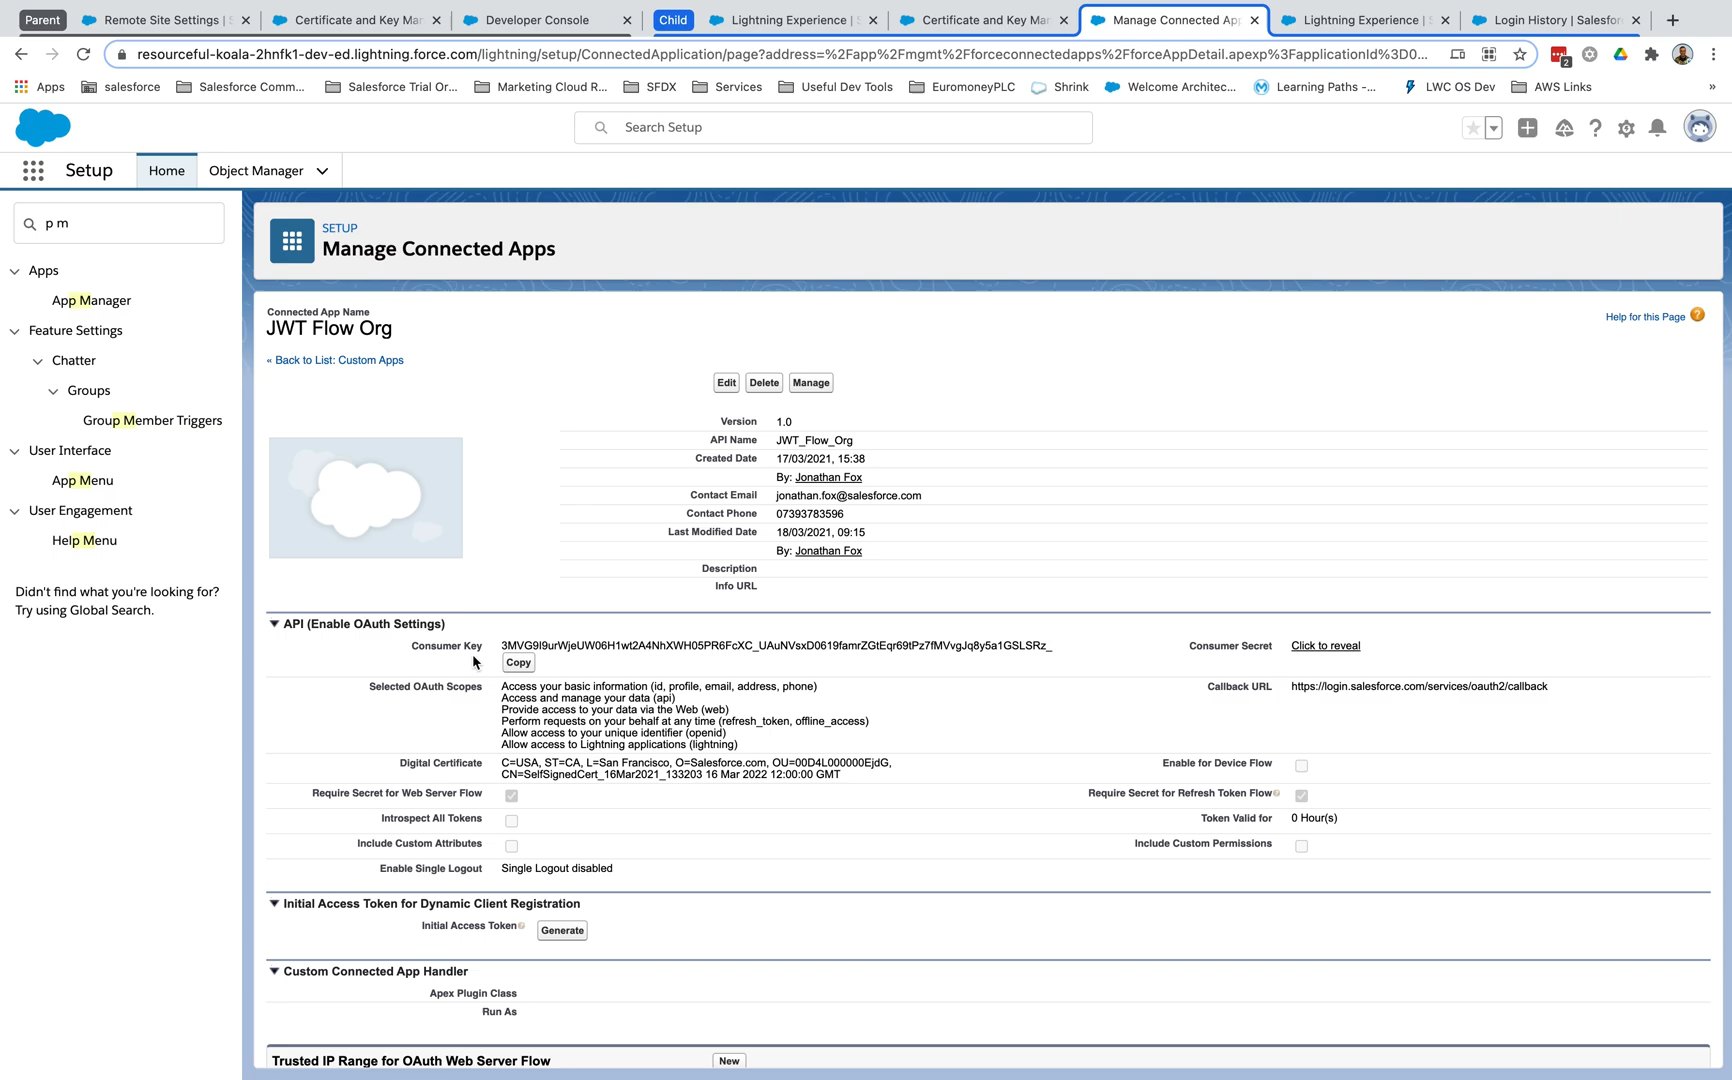 Parent
Remote Site Settings | S
Certificate and Key Man
Developer Console
Child
Lightning Experience | S
Certificate and Key Man
Manage Connected App
Lightning Experience | S
Login History | Salesfor
resourceful-koala-2hnfk1-dev-ed.lightning.force.com/lightning/setup/ConnectedApplication/page?address=%2Fapp%2Fmgmt%2Fforceconnectedapps%2FforceAppDetail.apexp%3FapplicationId%3D0...
2
Apps
salesforce
Salesforce Comm...
Salesforce Trial Or...
Marketing Cloud R...
SFDX
Services
Useful Dev Tools
EuromoneyPLC
Shrink
Welcome Architec...
Learning Paths -...
LWC OS Dev
AWS Links
»
Search Setup
Setup
Home
Object Manager
p m
Apps
App Manager
Feature Settings
Chatter
Groups
Group Member Triggers
User Interface
App Menu
User Engagement
Help Menu
Didn't find what you're looking for?
Try using Global Search.
SETUP
Manage Connected Apps
Connected App Name
JWT Flow Org
« Back to List: Custom Apps
Help for this Page
Edit Delete Manage
Version 1.0
API Name JWT_Flow_Org
Created Date 17/03/2021, 15:38
By: Jonathan Fox
Contact Email jonathan.fox@salesforce.com
Contact Phone 07393783596
Last Modified Date 18/03/2021, 09:15
By: Jonathan Fox
Description
Info URL
API (Enable OAuth Settings)
Consumer Key 3MVG9I9urWjeUW06H1wt2A4NhXWH05PR6FcXC_UAuNVsxD0619famrZGtEqr69tPz7fMVvgJq8y5a1GSLSRz_
Copy
Consumer Secret Click to reveal
Selected OAuth Scopes Access your basic information (id, profile, email, address, phone)
Access and manage your data (api)
Provide access to your data via the Web (web)
Perform requests on your behalf at any time (refresh_token, offline_access)
Allow access to your unique identifier (openid)
Allow access to Lightning applications (lightning)
Callback URL https://login.salesforce.com/services/oauth2/callback
Digital Certificate C=USA, ST=CA, L=San Francisco, O=Salesforce.com, OU=00D4L000000EjdG,
CN=SelfSignedCert_16Mar2021_133203 16 Mar 2022 12:00:00 GMT
Enable for Device Flow
Require Secret for Web Server Flow
Require Secret for Refresh Token Flow
Introspect All Tokens
Token Valid for 0 Hour(s)
Include Custom Attributes
Include Custom Permissions
Enable Single Logout Single Logout disabled
Initial Access Token for Dynamic Client Registration
Initial Access Token Generate
Custom Connected App Handler
Apex Plugin Class
Run As
Trusted IP Range for OAuth Web Server Flow New